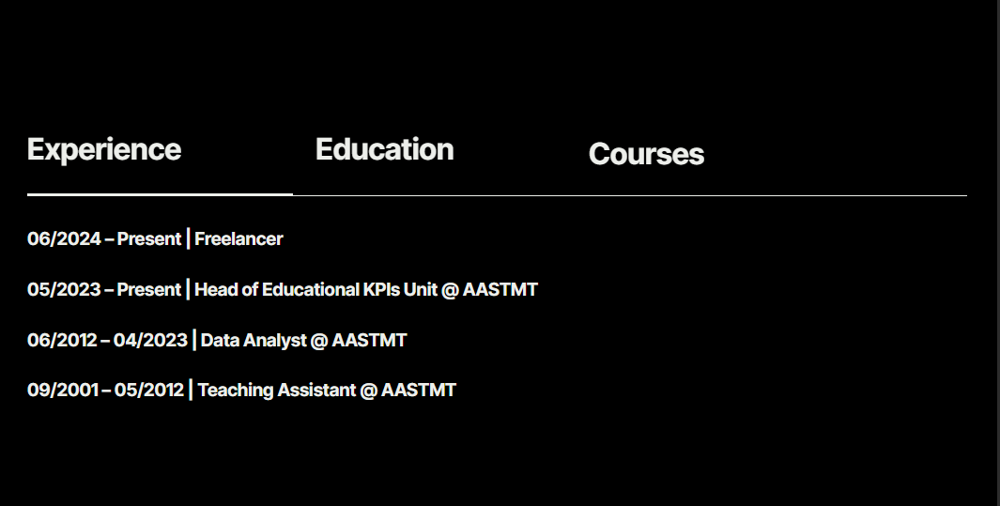 Experience
Education
Courses
06/2024 – Present | Freelancer
05/2023 – Present | Head of Educational KPIs Unit @ AASTMT
06/2012 – 04/2023 | Data Analyst @ AASTMT
09/2001 – 05/2012 | Teaching Assistant @ AASTMT